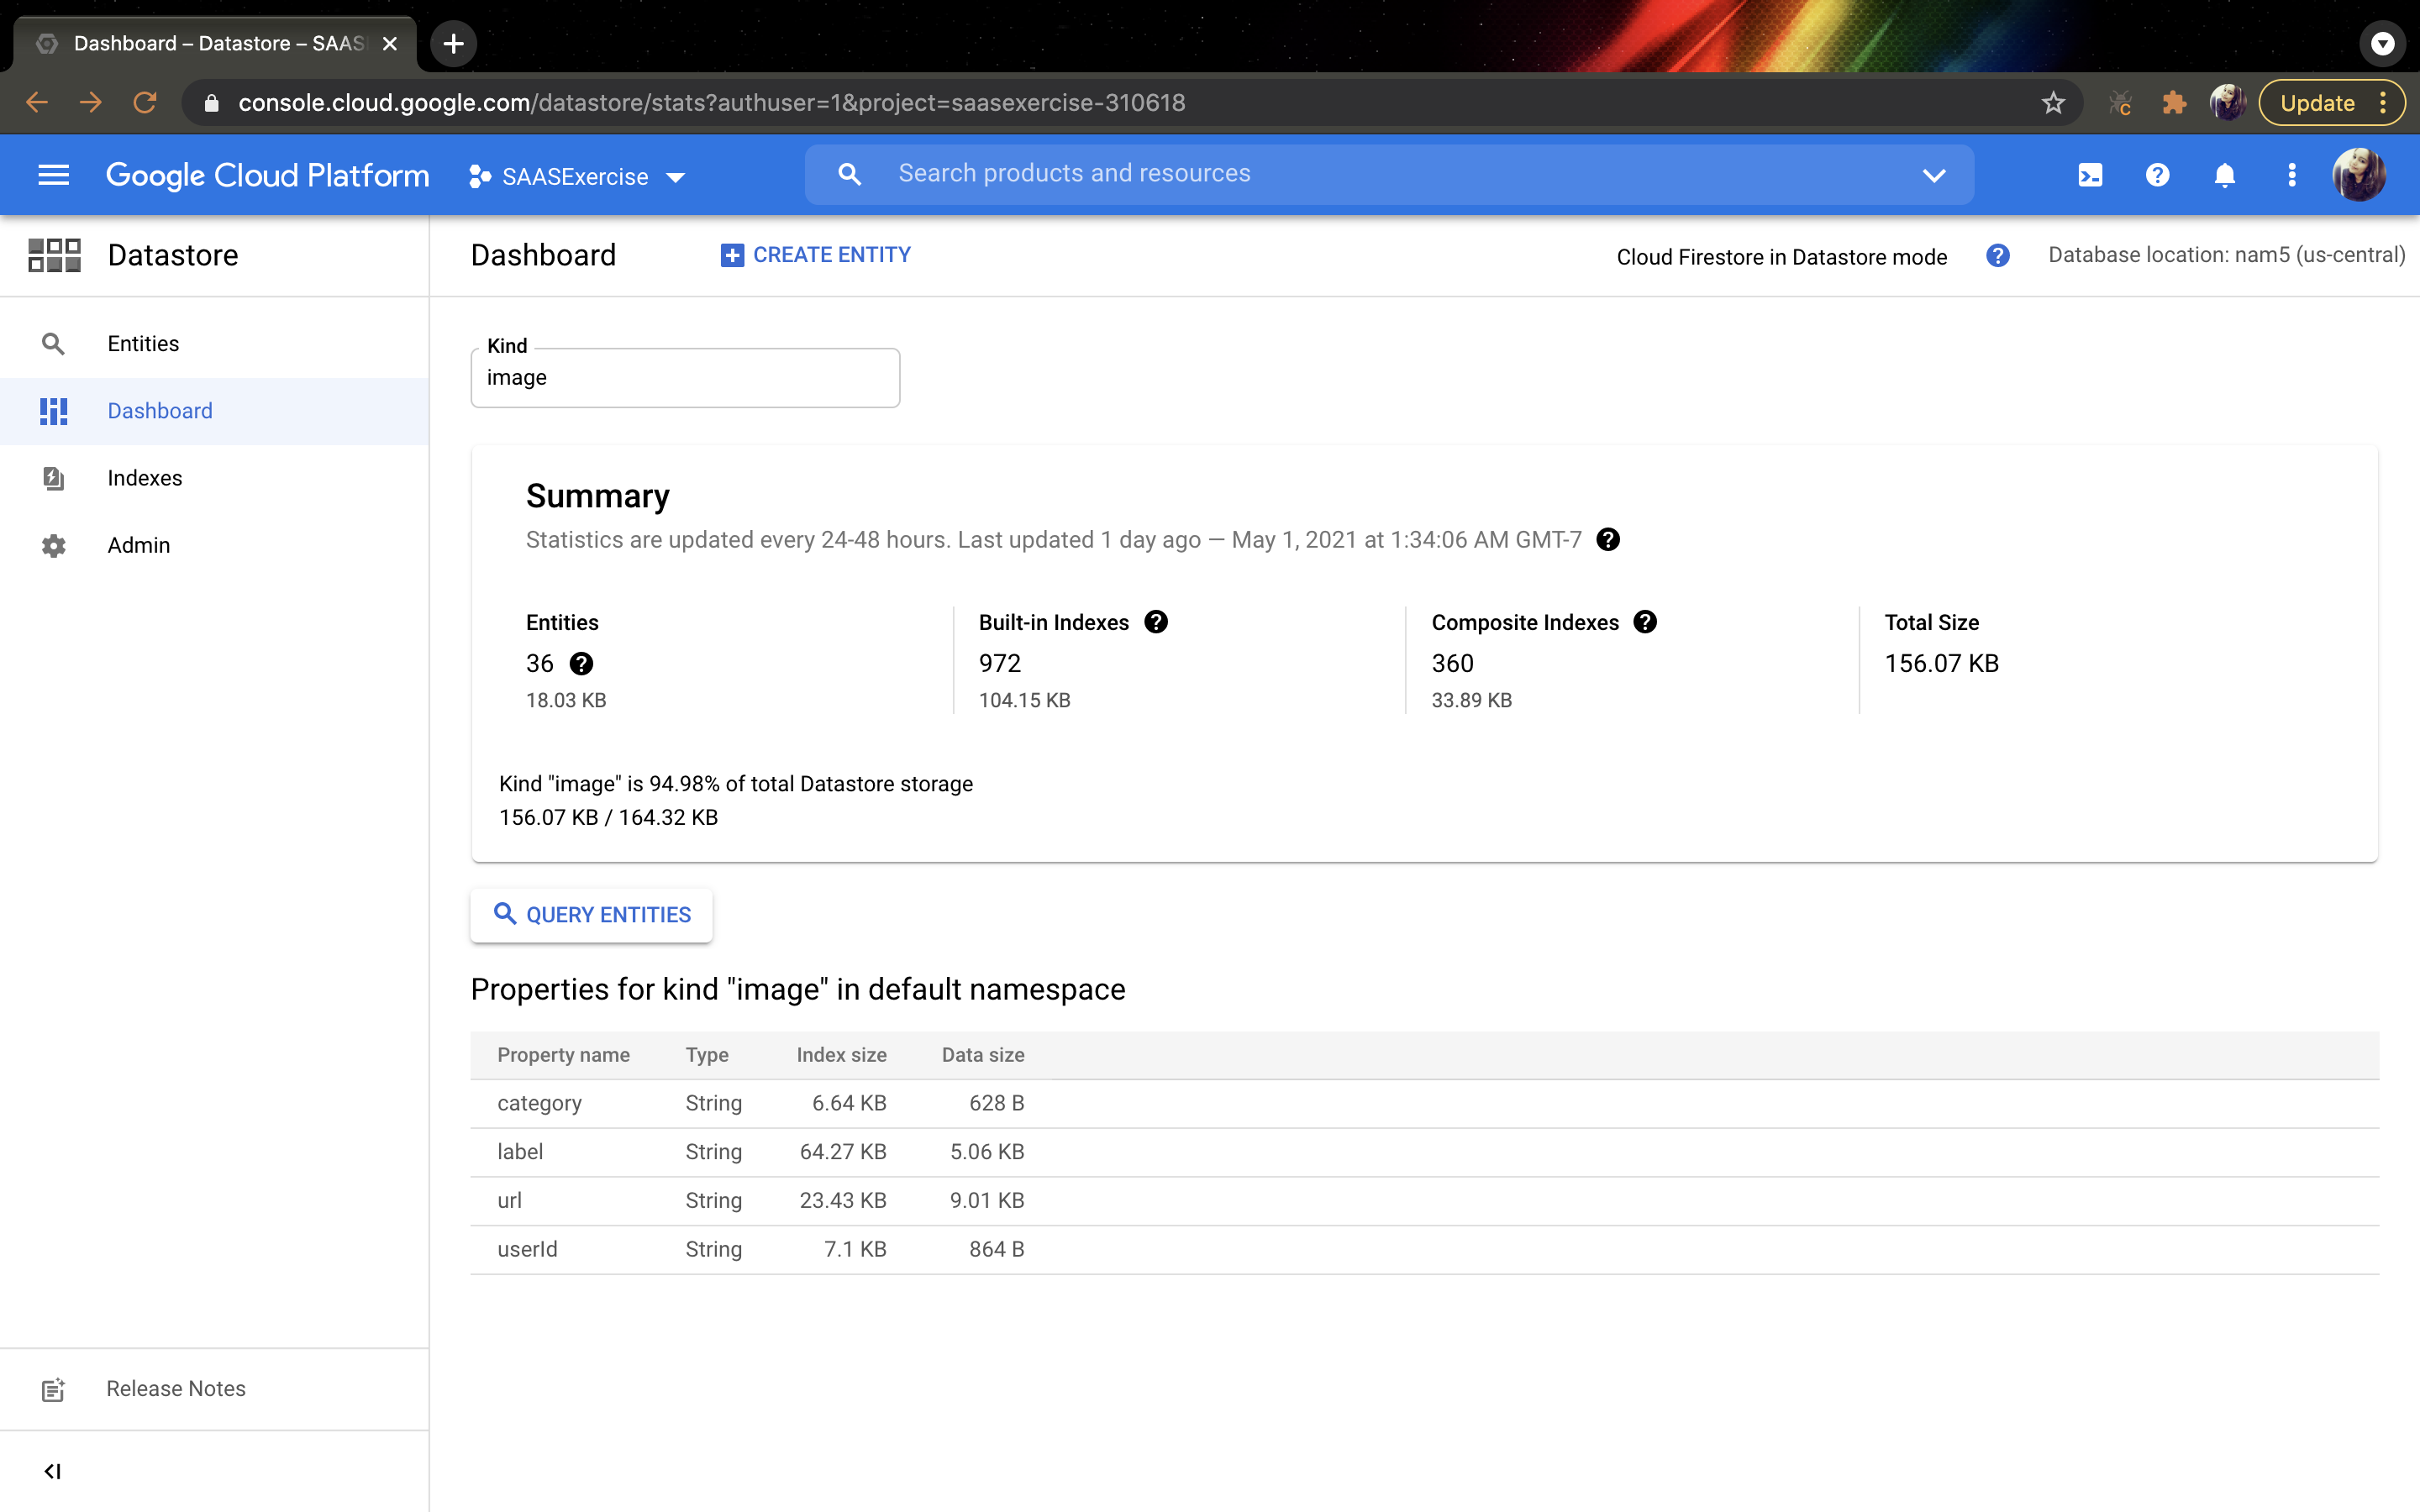 Dashboard – Datastore – SAAS
console.cloud.google.com/datastore/stats?authuser=1&project=saasexercise-310618
Update
Google Cloud Platform
SAASExercise
Search products and resources
Datastore
Dashboard
CREATE ENTITY
Cloud Firestore in Datastore mode
Database location: nam5 (us-central)
Entities
Dashboard
Indexes
Admin
Kind
image
Summary
Statistics are updated every 24-48 hours. Last updated 1 day ago — May 1, 2021 at 1:34:06 AM GMT-7
Entities Built-in Indexes Composite Indexes Total Size
36 972 360 156.07 KB
18.03 KB 104.15 KB 33.89 KB
Kind "image" is 94.98% of total Datastore storage
156.07 KB / 164.32 KB
QUERY ENTITIES
Properties for kind "image" in default namespace
Property name Type Index size Data size
category String 6.64 KB 628 B
label String 64.27 KB 5.06 KB
url String 23.43 KB 9.01 KB
userId String 7.1 KB 864 B
Release Notes